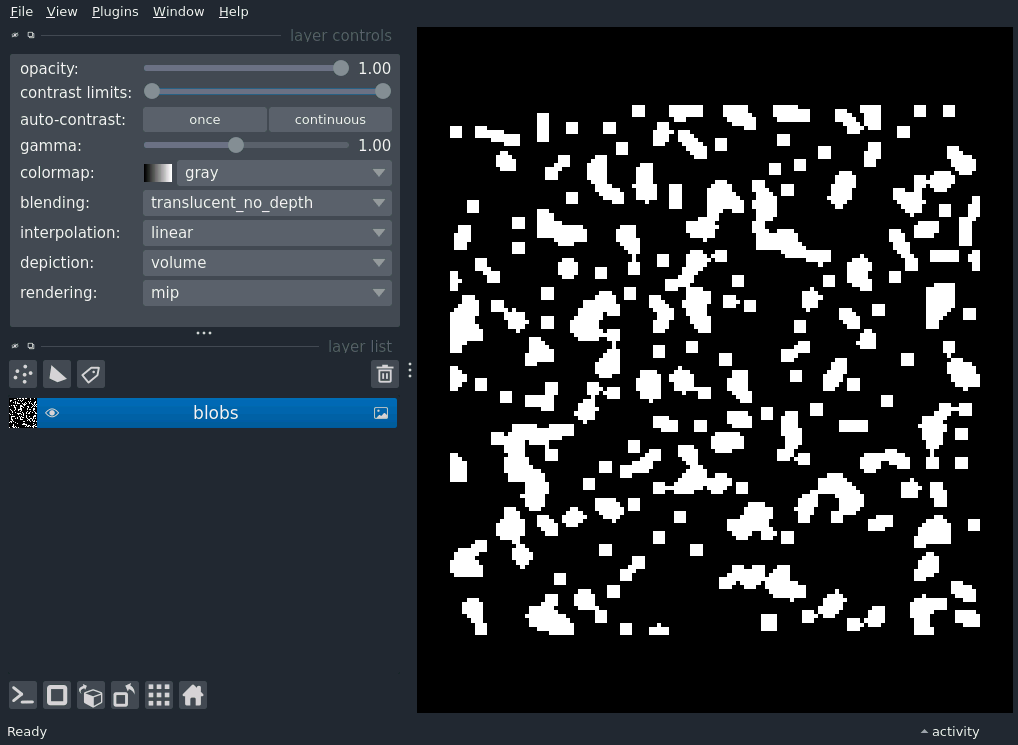 File View Plugins Window Help
layer controls
opacity: 1.00
contrast limits:
auto-contrast: once continuous
gamma: 1.00
colormap: gray
blending: translucent_no_depth
interpolation: linear
depiction: volume
rendering: mip
layer list
blobs
Ready activity